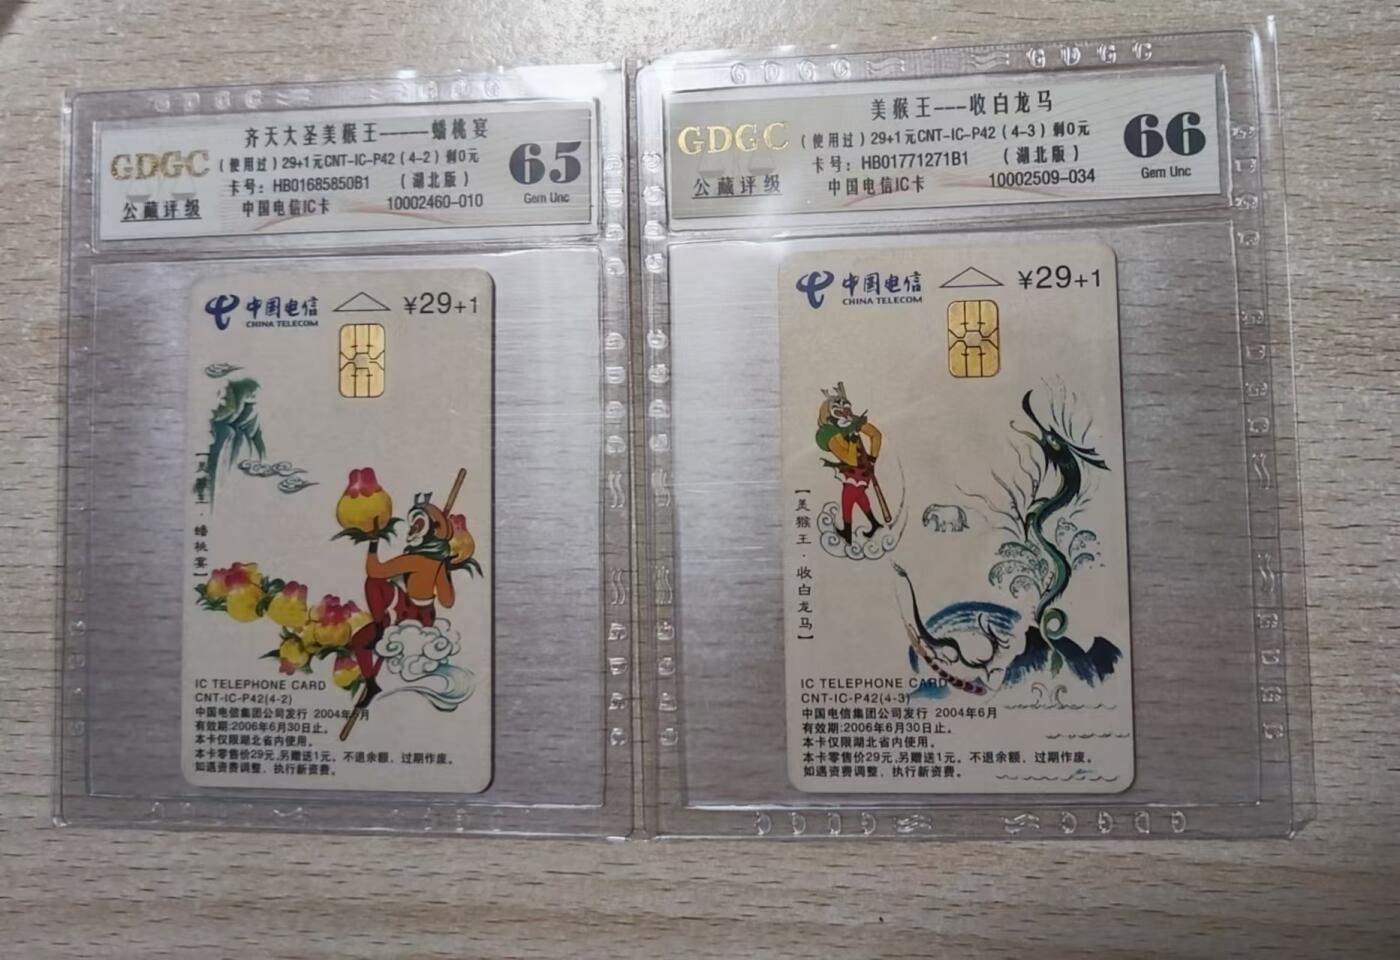 齐天大圣美猴王-----蟠桃宴
GDGC
(使用过)29+1元CNT-IC-P42(4-2)剩0元
65
卡号:HB01685850B1 (湖北版)
公藏评级
中国电信IC卡
10002460-010
Gem Unc
中国电信
CHINA TELECOM
¥29+1
蟠桃宴】
IC TELEPHONE CARD
CNT-IC-P42(4-2)
中国电信集团公司发行 2004年6月
有效期:2006年6月30日止。
本卡仅限湖北省内使用。
本卡零售价29元,另赠送1元。不退余额,过期作废。
如遇资费调整,执行新资费。
美猴王---收白龙马
GDGC
(使用过)29+1元CNT-IC-P42(4-3)剩0元
66
卡号:HB01771271B1 (湖北版)
公藏评级
中国电信IC卡
10002509-034
Gem Unc
中国电信
CHINA TELECOM
¥29+1
【美猴王·收白龙马】
IC TELEPHONE CARD
CNT-IC-P42(4-3)
中国电信集团公司发行 2004年6月
有效期:2006年6月30日止。
本卡仅限湖北省内使用。
本卡零售价29元,另赠送1元。不退余额,过期作废。
如遇资费调整,执行新资费。